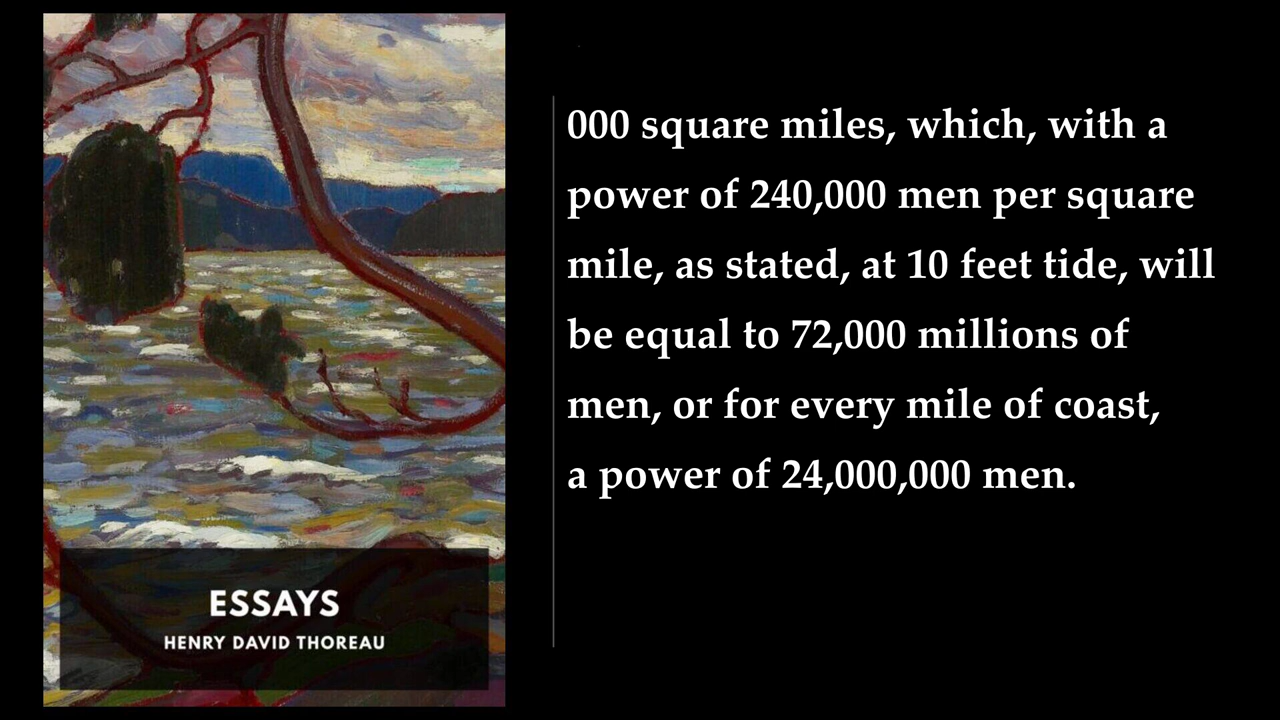 000 square miles, which, with a
power of 240,000 men per square
mile, as stated, at 10 feet tide, will
be equal to 72,000 millions of
men, or for every mile of coast,
a power of 24,000,000 men.
ESSAYS
HENRY DAVID THOREAU